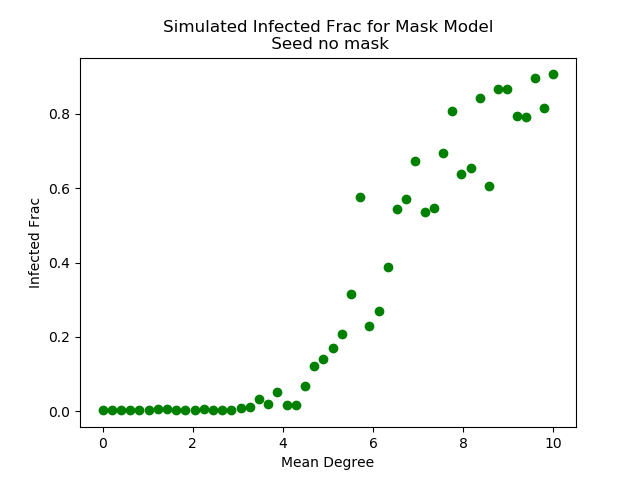 Simulated Infected Frac for Mask Model
Seed no mask
0.8
0.6
0.4
0.2
0.0
Infected Frac
0 2 4 6 8 10
Mean Degree